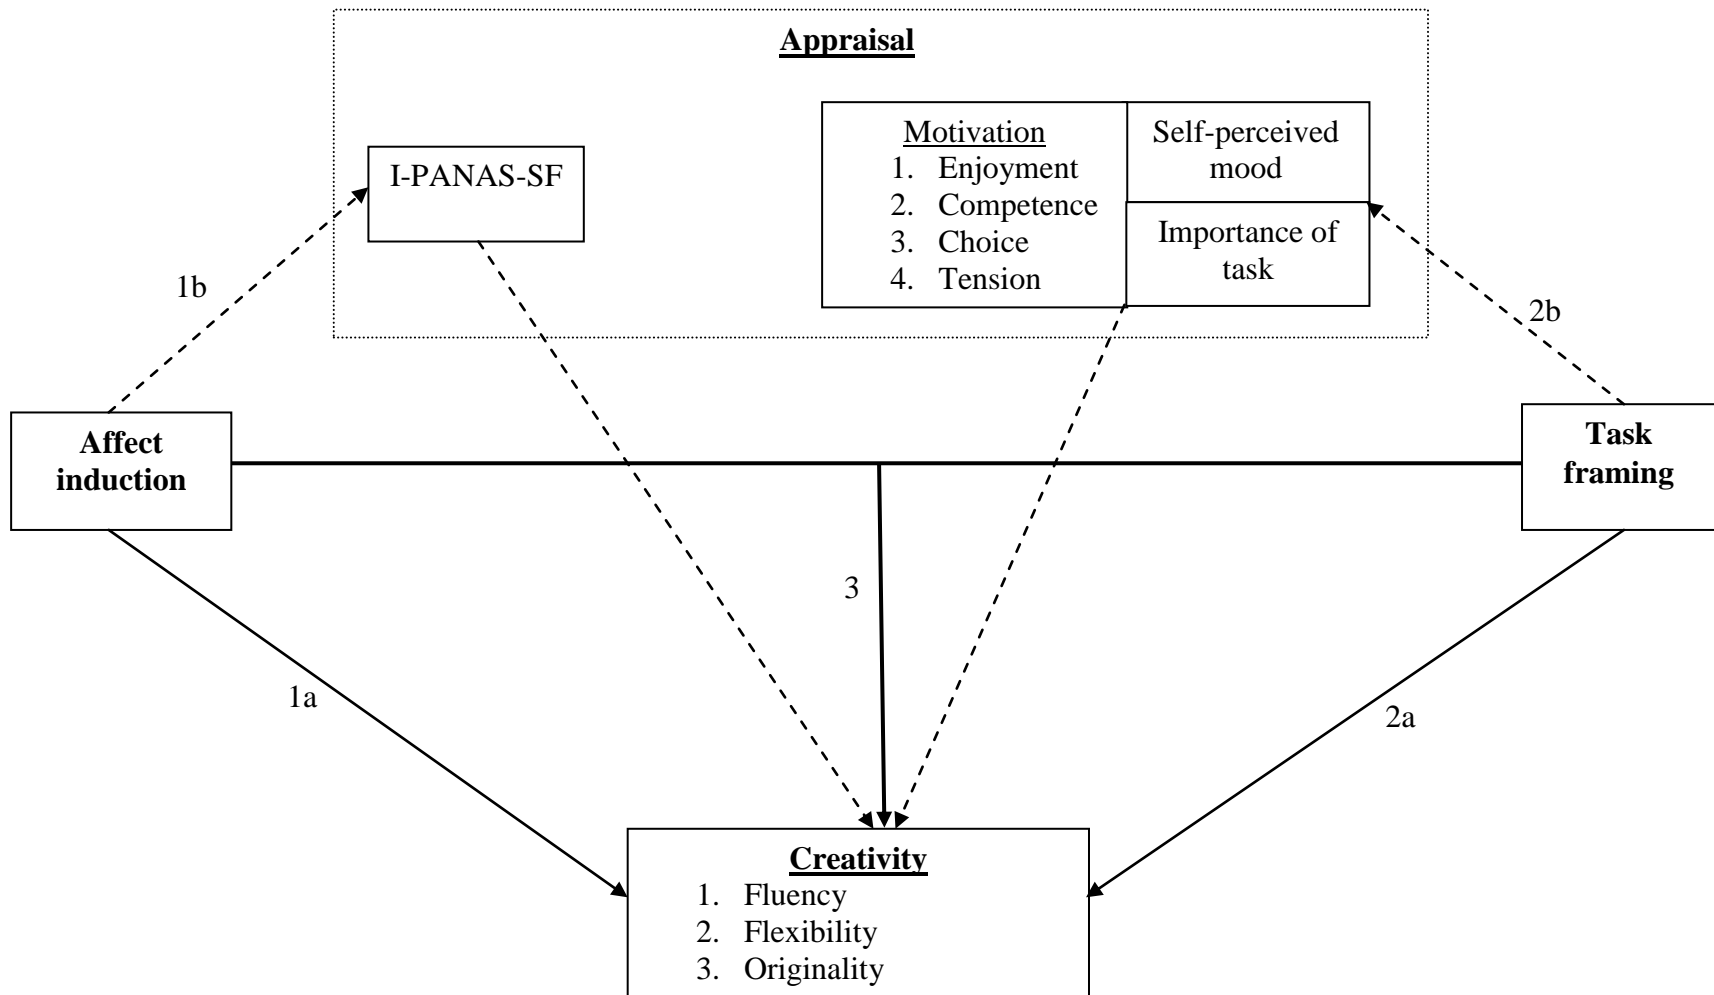 Appraisal
I-PANAS-SF
Motivation
1. Enjoyment
2. Competence
3. Choice
4. Tension
Self-perceived
mood
Importance of
task
1b
2b
Affect
induction
Task
framing
3
1a
2a
Creativity
1. Fluency
2. Flexibility
3. Originality